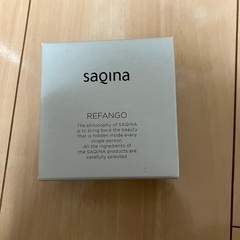 saqina
REFANGO
The philosophy of SAQINA
is to bring back the beauty
that is hidden inside every
single person.
All the ingredients of
the SAQINA products are
carefully selected.